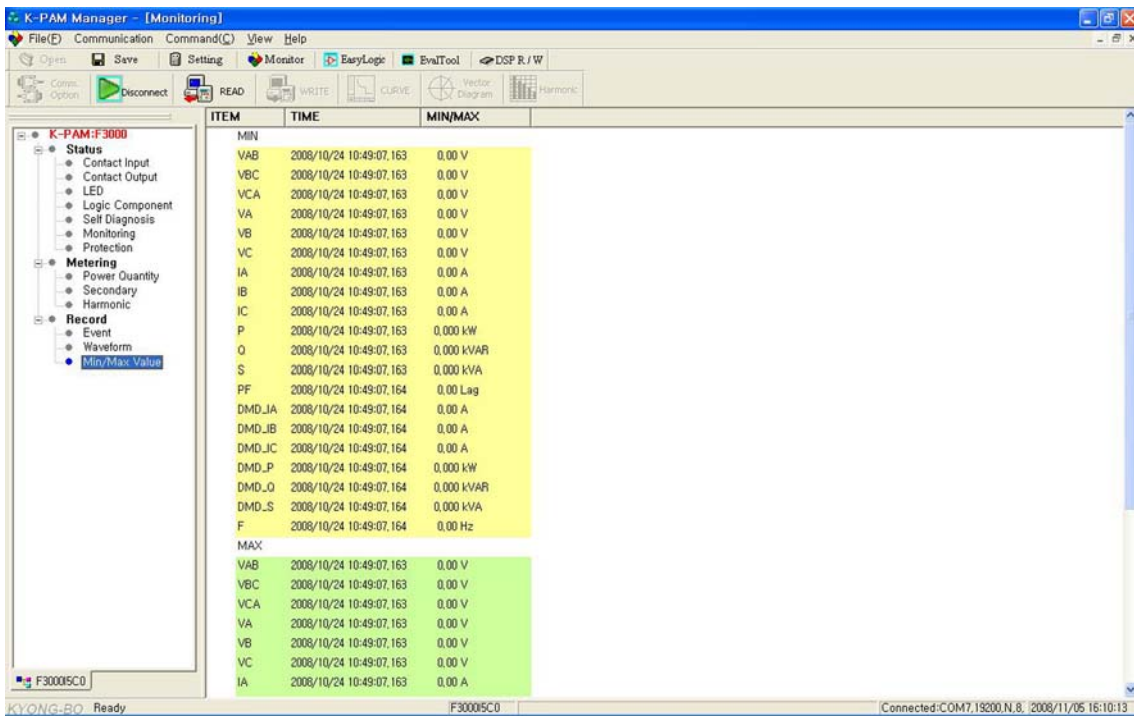 K-PAM Manager - [Monitoring]
File(F) Communication Command(C) View Help
Open Save Setting Monitor EasyLogic EvalTool DSP R / W
Comm. Option Disconnect READ WRITE CURVE Vector Diagram Harmonic
K-PAM:F3000
Status
Contact Input
Contact Output
LED
Logic Component
Self Diagnosis
Monitoring
Protection
Metering
Power Quantity
Secondary
Harmonic
Record
Event
Waveform
Min/Max Value
F3000I5C0
ITEM TIME MIN/MAX
MIN
VAB 2008/10/24 10:49:07,163 0,00 V
VBC 2008/10/24 10:49:07,163 0,00 V
VCA 2008/10/24 10:49:07,163 0,00 V
VA 2008/10/24 10:49:07,163 0,00 V
VB 2008/10/24 10:49:07,163 0,00 V
VC 2008/10/24 10:49:07,163 0,00 V
IA 2008/10/24 10:49:07,163 0,00 A
IB 2008/10/24 10:49:07,163 0,00 A
IC 2008/10/24 10:49:07,163 0,00 A
P 2008/10/24 10:49:07,163 0,000 kW
Q 2008/10/24 10:49:07,163 0,000 kVAR
S 2008/10/24 10:49:07,163 0,000 kVA
PF 2008/10/24 10:49:07,164 0,00 Lag
DMD_IA 2008/10/24 10:49:07,164 0,00 A
DMD_IB 2008/10/24 10:49:07,164 0,00 A
DMD_IC 2008/10/24 10:49:07,164 0,00 A
DMD_P 2008/10/24 10:49:07,164 0,000 kW
DMD_Q 2008/10/24 10:49:07,164 0,000 kVAR
DMD_S 2008/10/24 10:49:07,164 0,000 kVA
F 2008/10/24 10:49:07,164 0,00 Hz
MAX
VAB 2008/10/24 10:49:07,163 0,00 V
VBC 2008/10/24 10:49:07,163 0,00 V
VCA 2008/10/24 10:49:07,163 0,00 V
VA 2008/10/24 10:49:07,163 0,00 V
VB 2008/10/24 10:49:07,163 0,00 V
VC 2008/10/24 10:49:07,163 0,00 V
IA 2008/10/24 10:49:07,163 0,00 A
KYONG-BO Ready F3000I5C0 Connected:COM7,19200,N,8, 2008/11/05 16:10:13